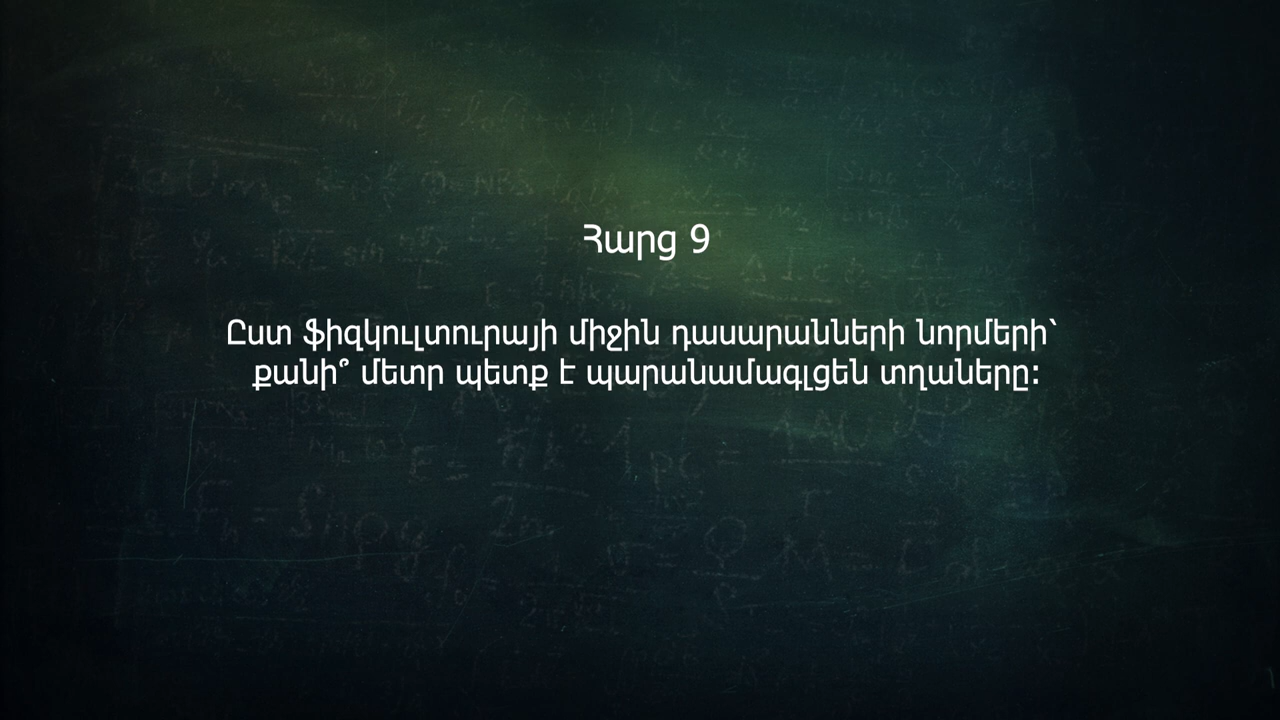 Հարց 9
Ըստ ֆիզկուլտուրայի միջին դասարանների նորմերի՝
քանի՞ մետր պետք է պարանամագլցեն տղաները: